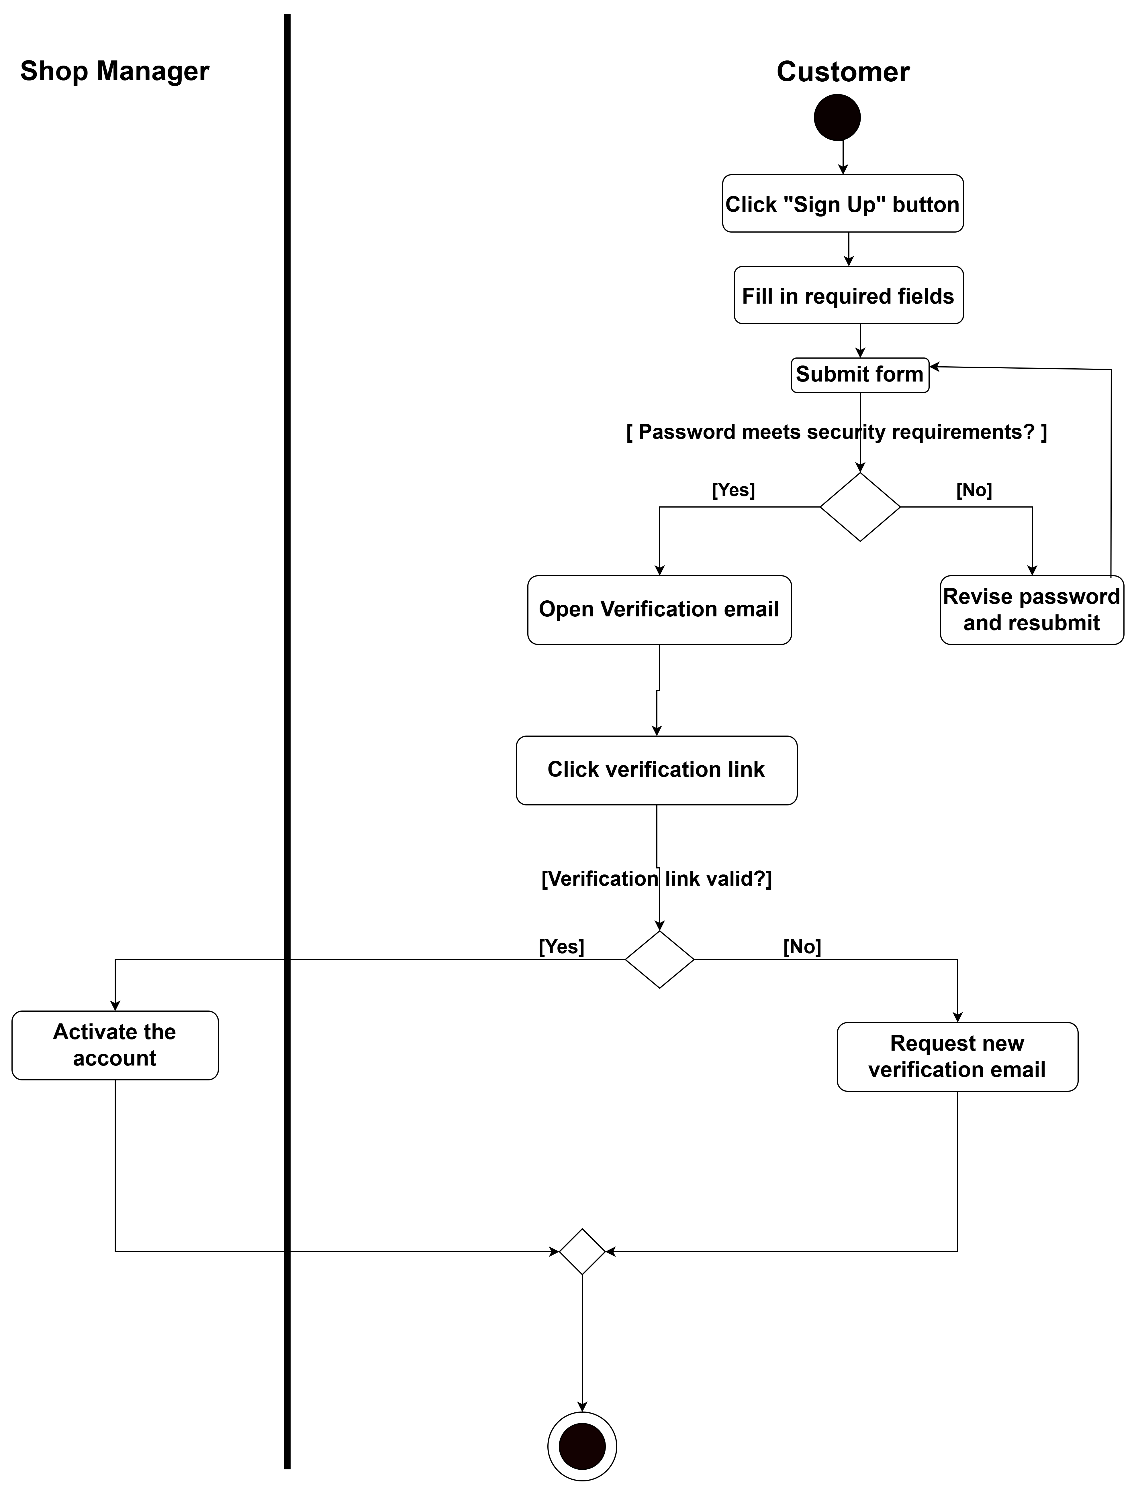 Shop Manager
Customer
Click "Sign Up" button
Fill in required fields
Submit form
[ Password meets security requirements? ]
[Yes]
[No]
Open Verification email
Revise password
and resubmit
Click verification link
[Verification link valid?]
[Yes]
[No]
Activate the
account
Request new
verification email